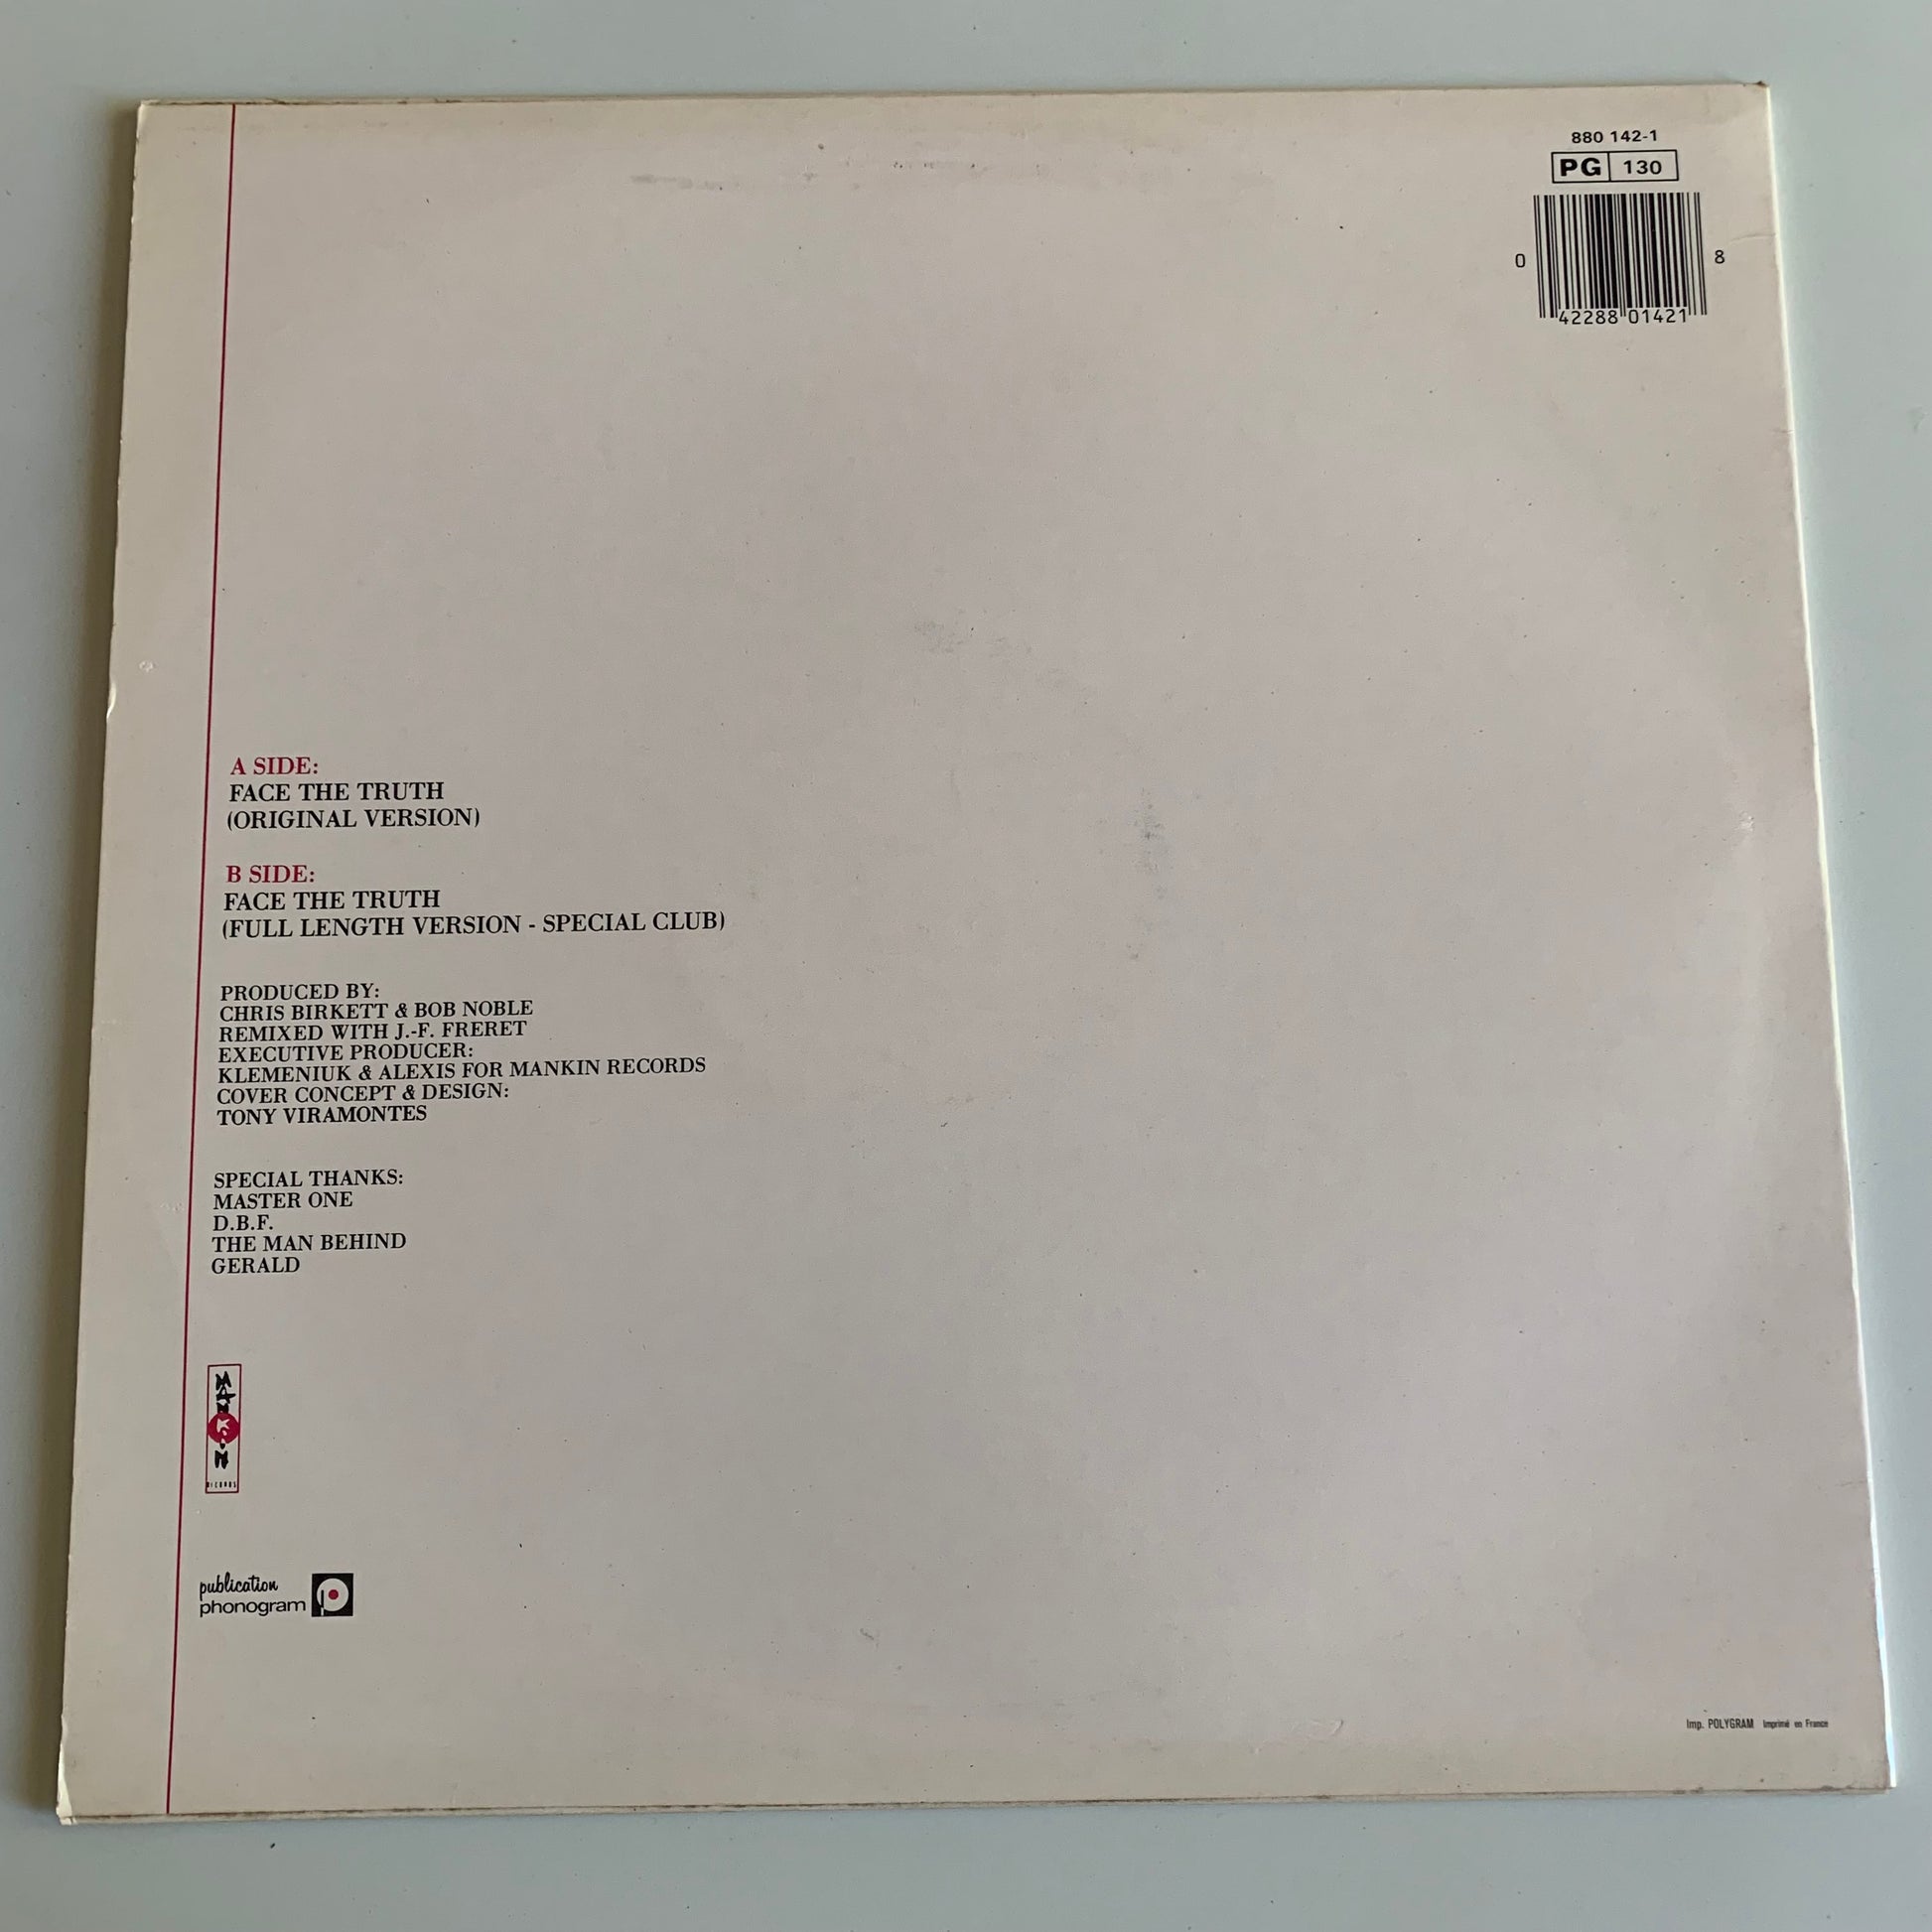 880 142-1
PG 130
0 42288 01421 8
A SIDE:
FACE THE TRUTH
(ORIGINAL VERSION)
B SIDE:
FACE THE TRUTH
(FULL LENGTH VERSION - SPECIAL CLUB)
PRODUCED BY:
CHRIS BIRKETT & BOB NOBLE
REMIXED WITH J.-F. FRERET
EXECUTIVE PRODUCER:
KLEMENIUK & ALEXIS FOR MANKIN RECORDS
COVER CONCEPT & DESIGN:
TONY VIRAMONTES
SPECIAL THANKS:
MASTER ONE
D.B.F.
THE MAN BEHIND
GERALD
MANKIN
RECORDS
publication
phonogram
Imp. POLYGRAM Imprimé en France